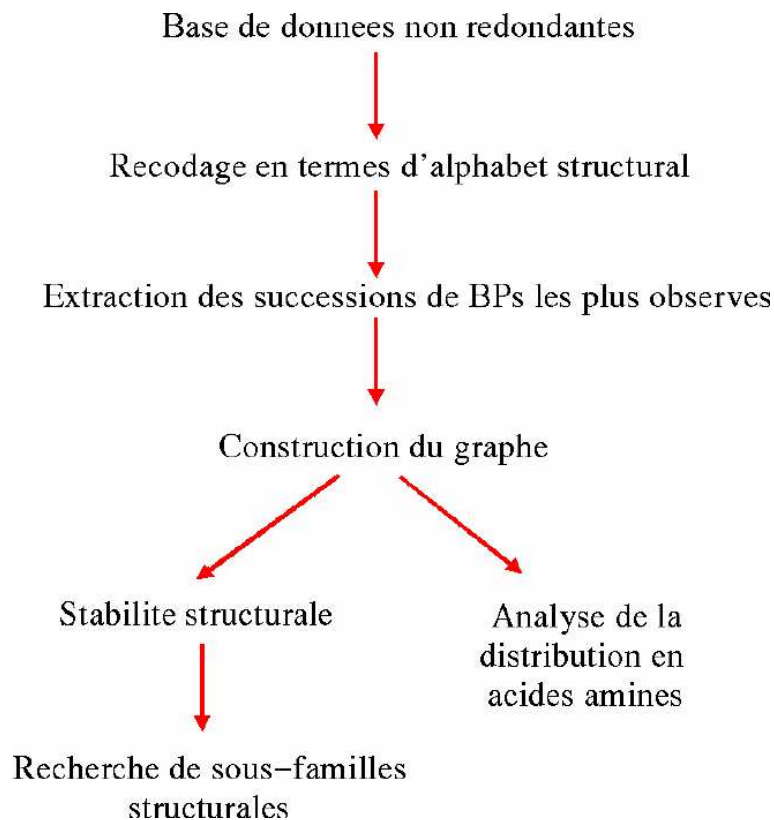 Base de donnees non redondantes
Recodage en termes d'alphabet structural
Extraction des successions de BPs les plus observes
Construction du graphe
Stabilite structurale
Analyse de la
distribution en
acides amines
Recherche de sous-familles
structurales